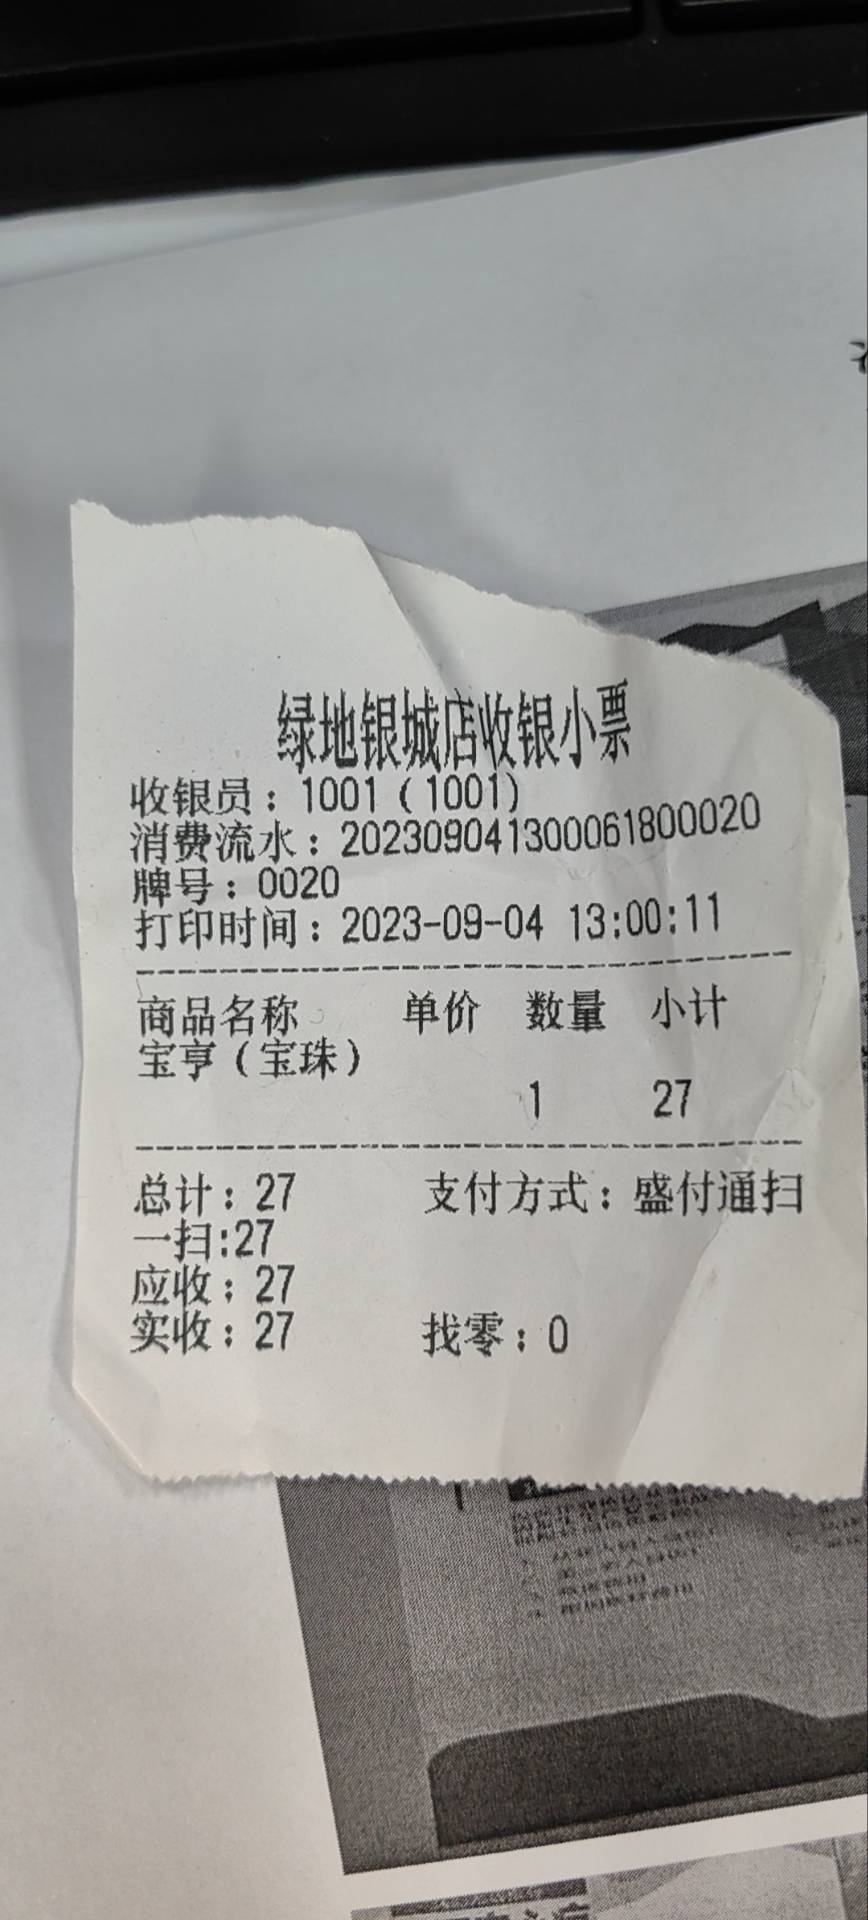 绿地银城店收银小票
收银员：1001（1001）
消费流水：202309041300061800020
牌号：0020
打印时间：2023-09-04 13:00:11
商品名称 单价 数量 小计
宝亨（宝珠）
1 27
总计：27 支付方式：盛付通扫
一扫:27
应收：27
实收：27 找零：0